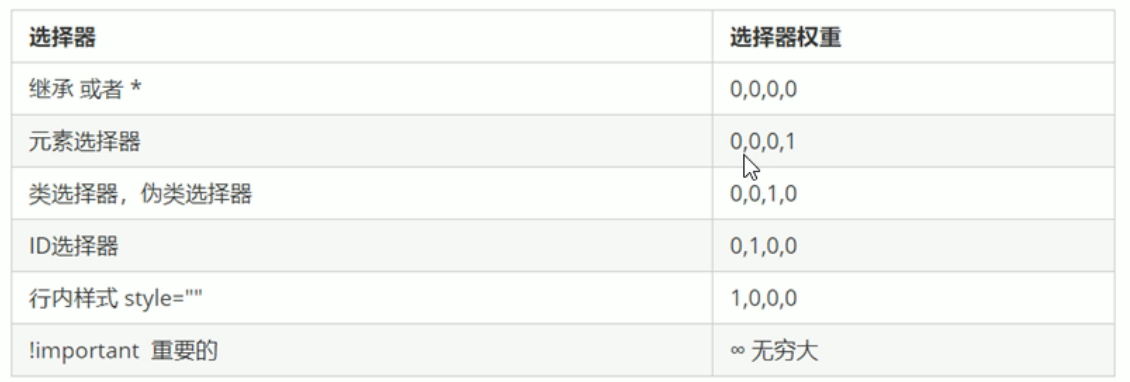 选择器 选择器权重
继承 或者 * 0,0,0,0
元素选择器 0,0,0,1
类选择器，伪类选择器 0,0,1,0
ID选择器 0,1,0,0
行内样式 style="" 1,0,0,0
!important 重要的 ∞ 无穷大